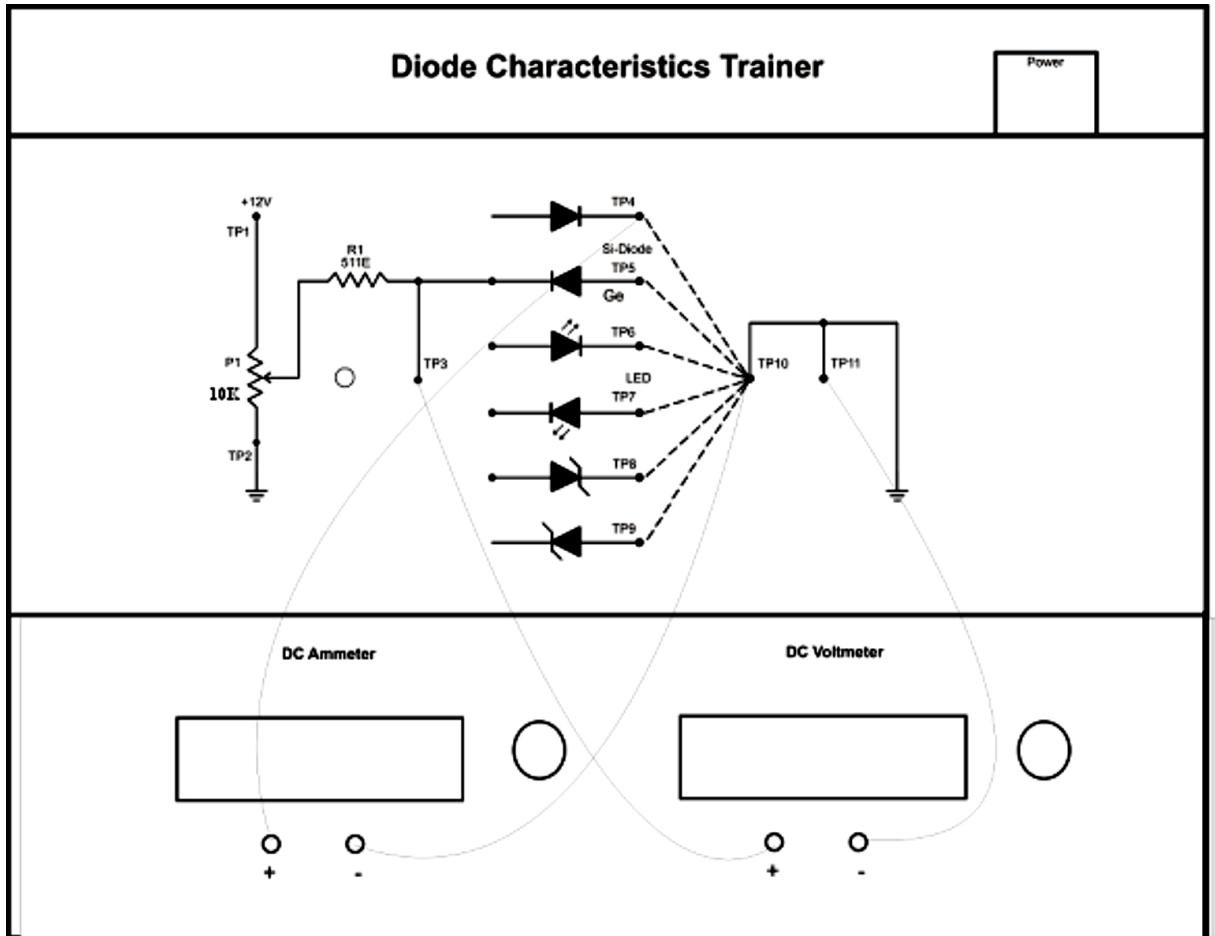 Diode Characteristics Trainer
Power
+12V
TP1
TP4
R1
511E
Si-Diode
TP5
Ge
TP6
P1
10K
TP3
LED
TP7
TP10
TP11
TP2
TP8
TP9
DC Ammeter
DC Voltmeter
+
-
+
-